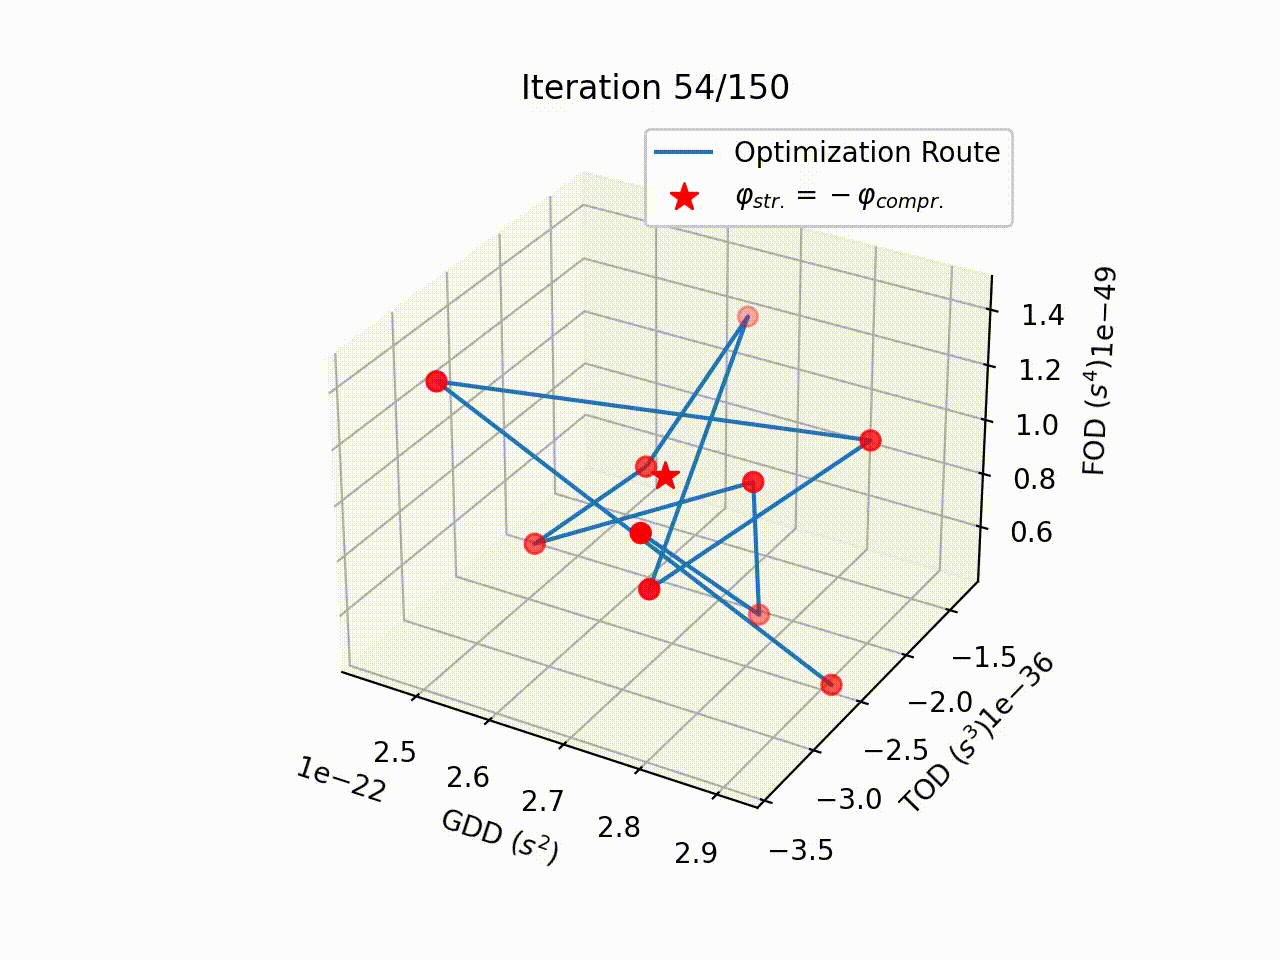 Iteration 54/150
Optimization Route
φstr. = − φcompr.
FOD (s⁴)1e−49
1.4
1.2
1.0
0.8
0.6
−1.5
−2.0
−2.5
−3.0
−3.5
TOD (s³)1e−36
2.5
2.6
2.7
2.8
2.9
1e−22
GDD (s²)